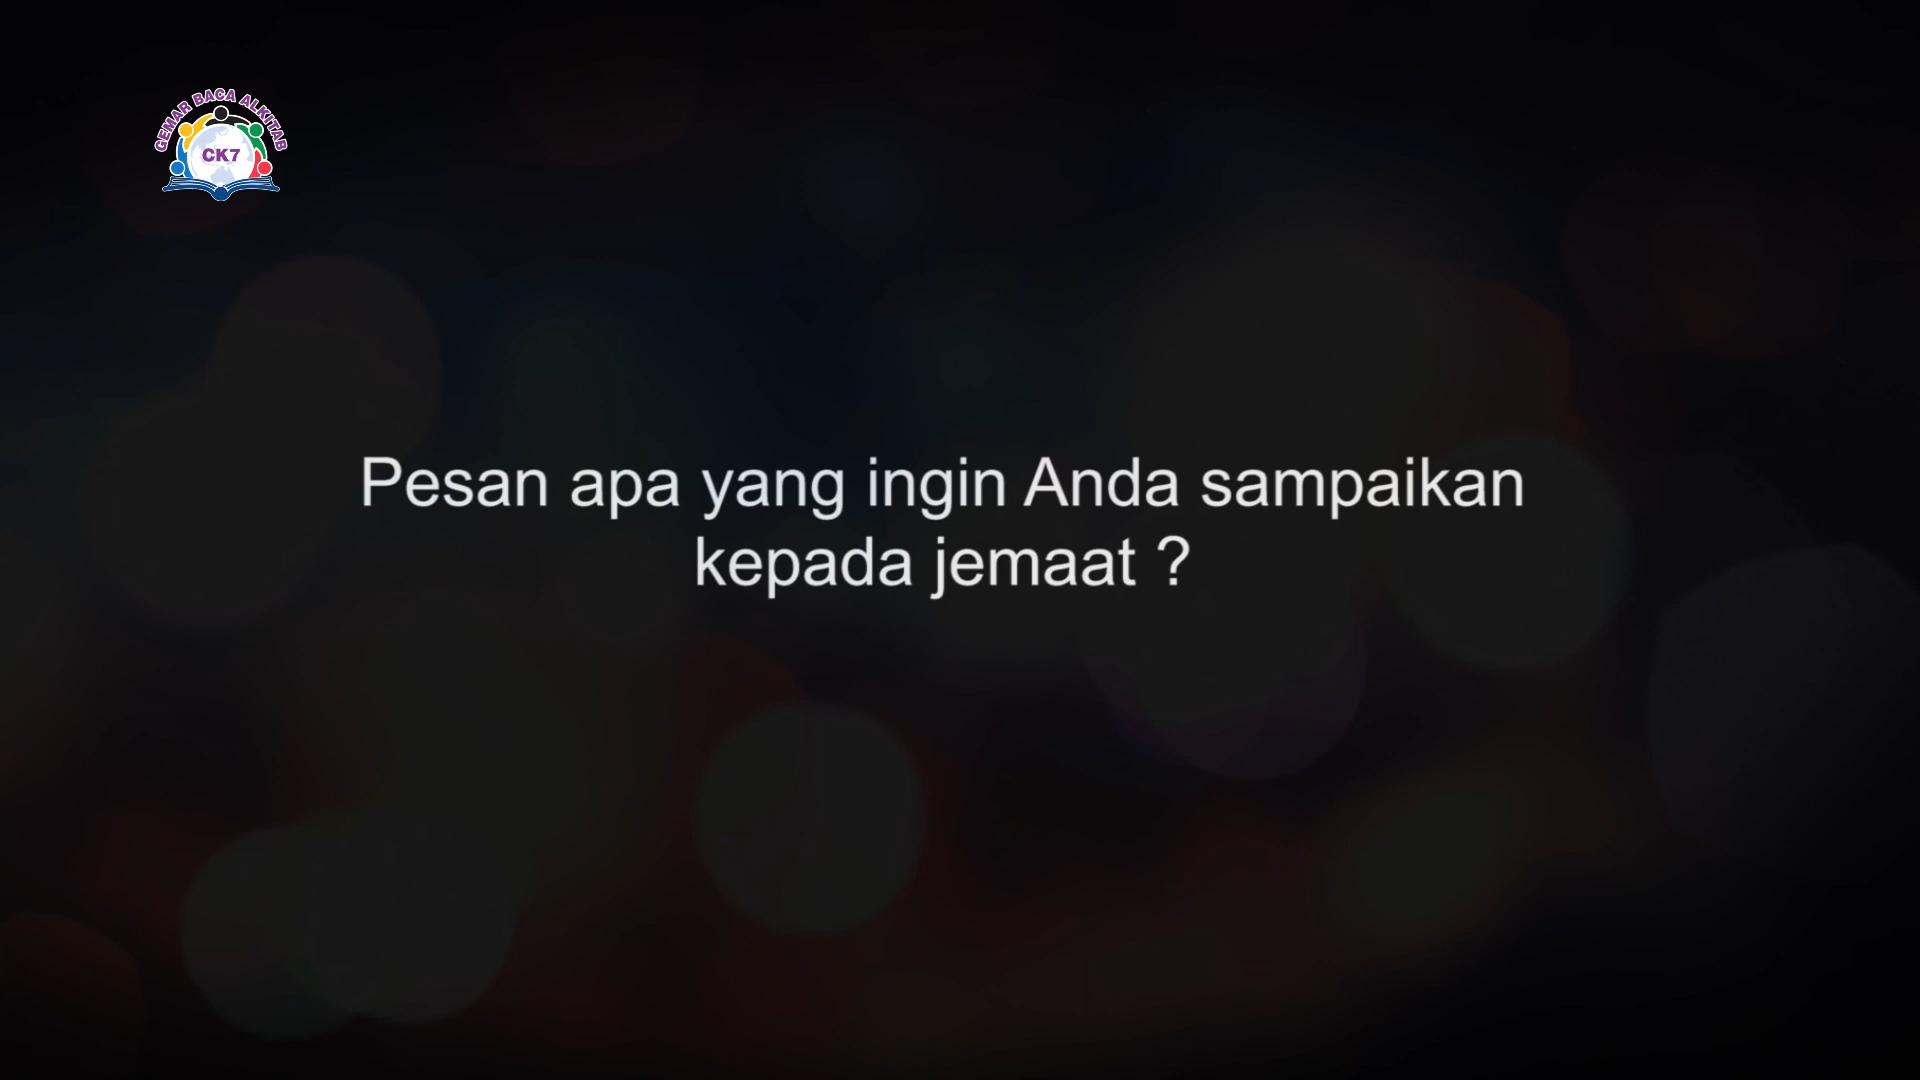 GEMAR BACA ALKITAB
CK7
Pesan apa yang ingin Anda sampaikan
kepada jemaat ?